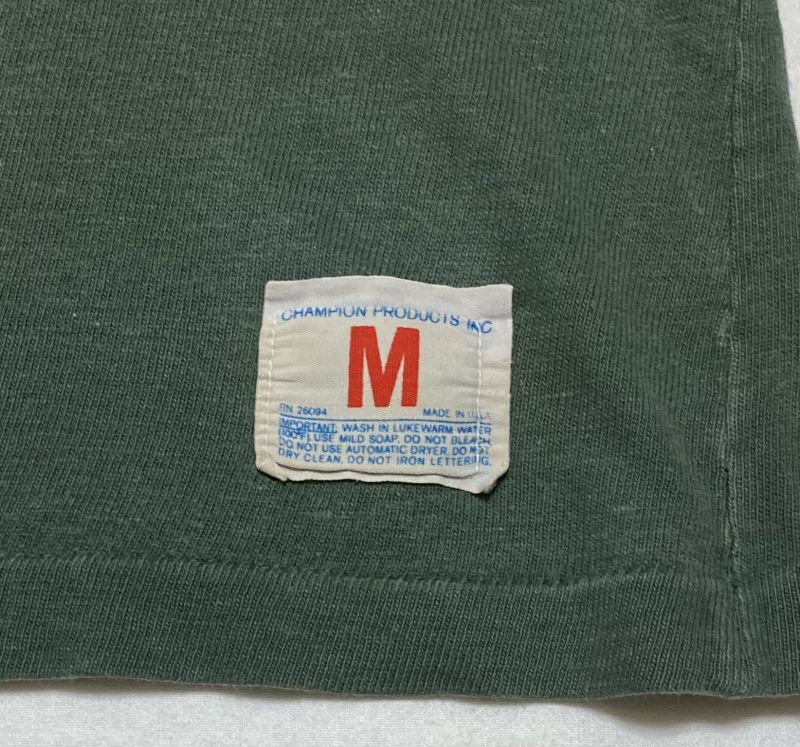 CHAMPION PRODUCTS INC
M
RN 26094 MADE IN U.S.A.
IMPORTANT: WASH IN LUKEWARM WATER
(100°F). USE MILD SOAP. DO NOT BLEACH
DO NOT USE AUTOMATIC DRYER. DO NOT
DRY CLEAN. DO NOT IRON LETTERING.